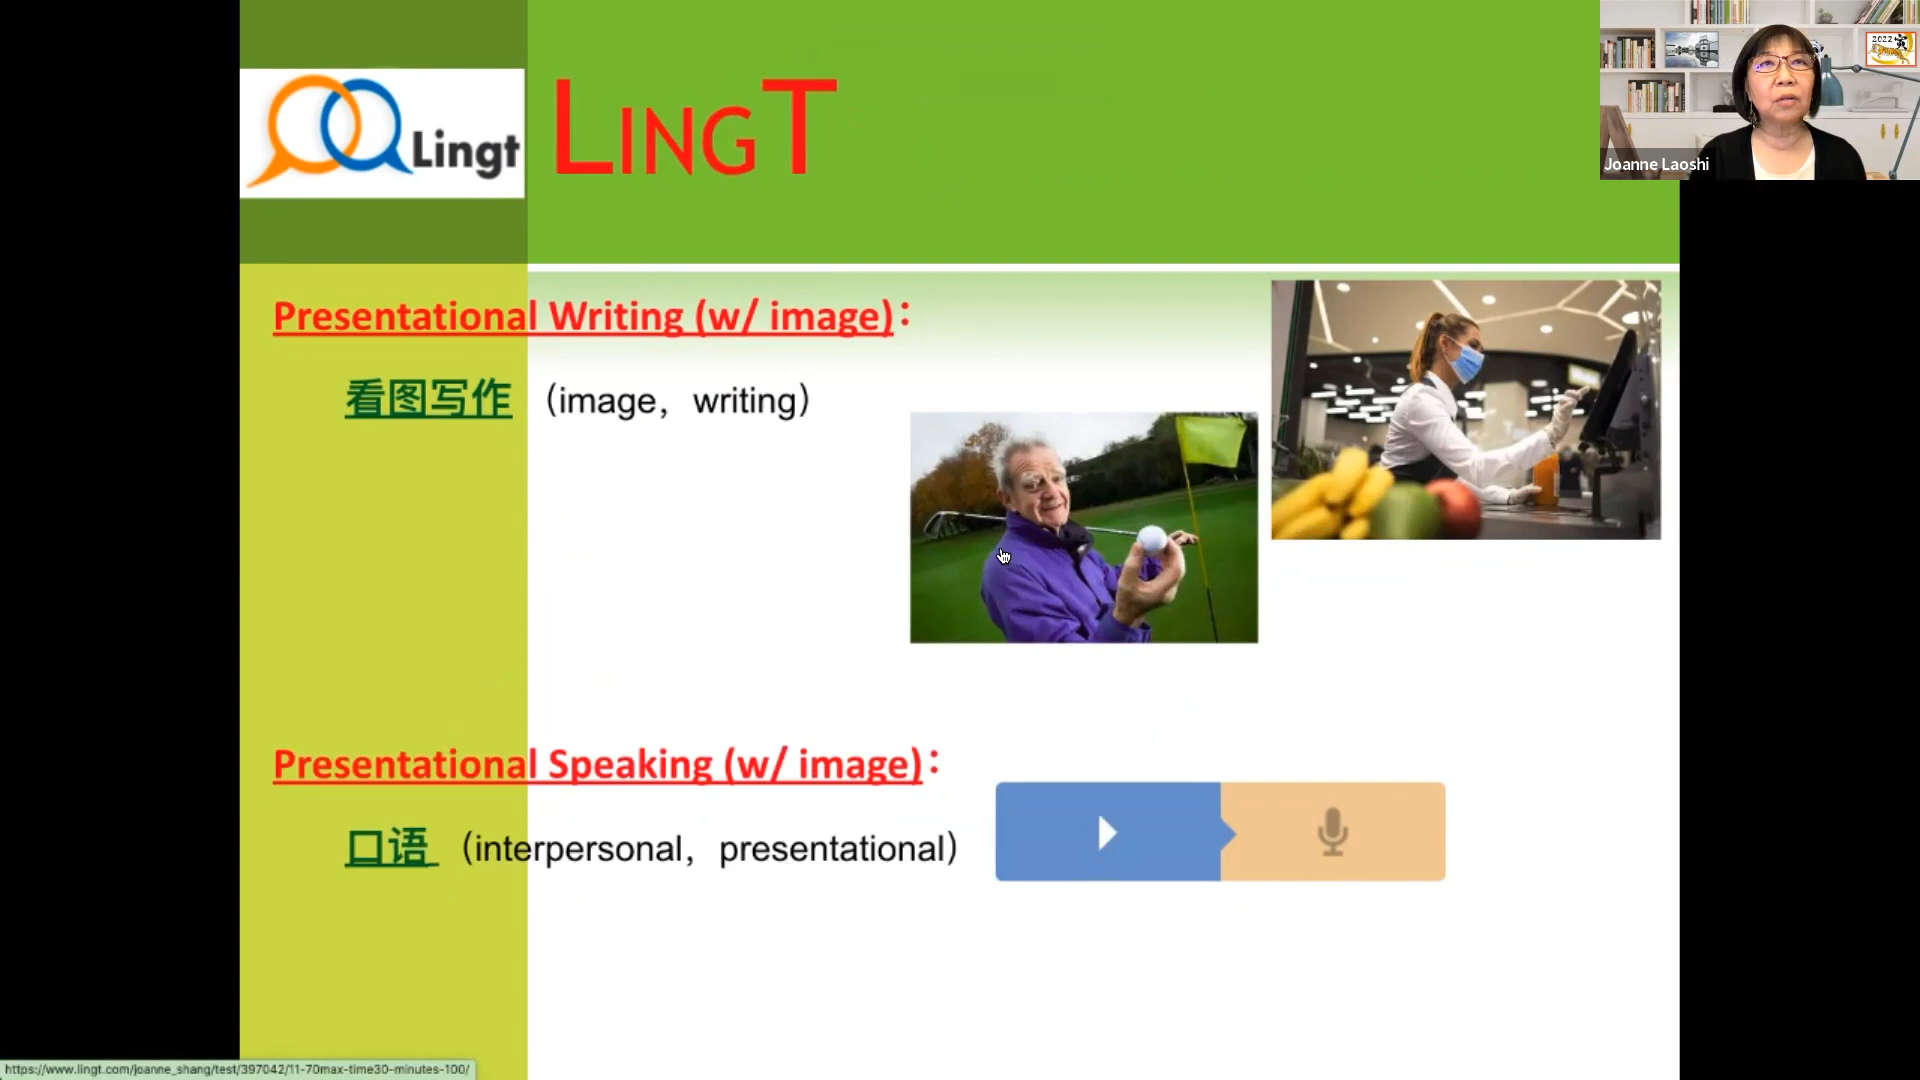 Lingt
LINGT
2022
Joanne Laoshi
Presentational Writing (w/ image)：
看图写作 （image，writing）
Presentational Speaking (w/ image)：
口语 （interpersonal，presentational）
https://www.lingt.com/joanne_shang/test/397042/11-70max-time30-minutes-100/